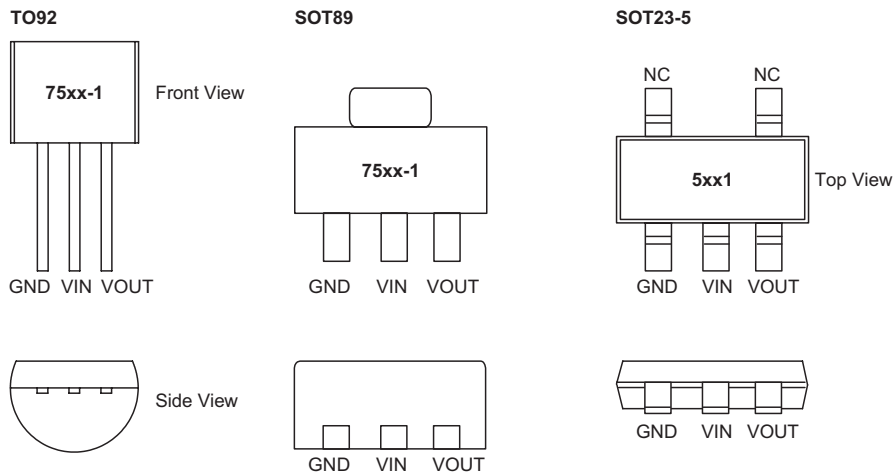 TO92
SOT89
SOT23-5
NC NC
75xx-1
Front View
75xx-1
5xx1
Top View
GND VIN VOUT
GND VIN VOUT
GND VIN VOUT
Side View
GND VIN VOUT
GND VIN VOUT